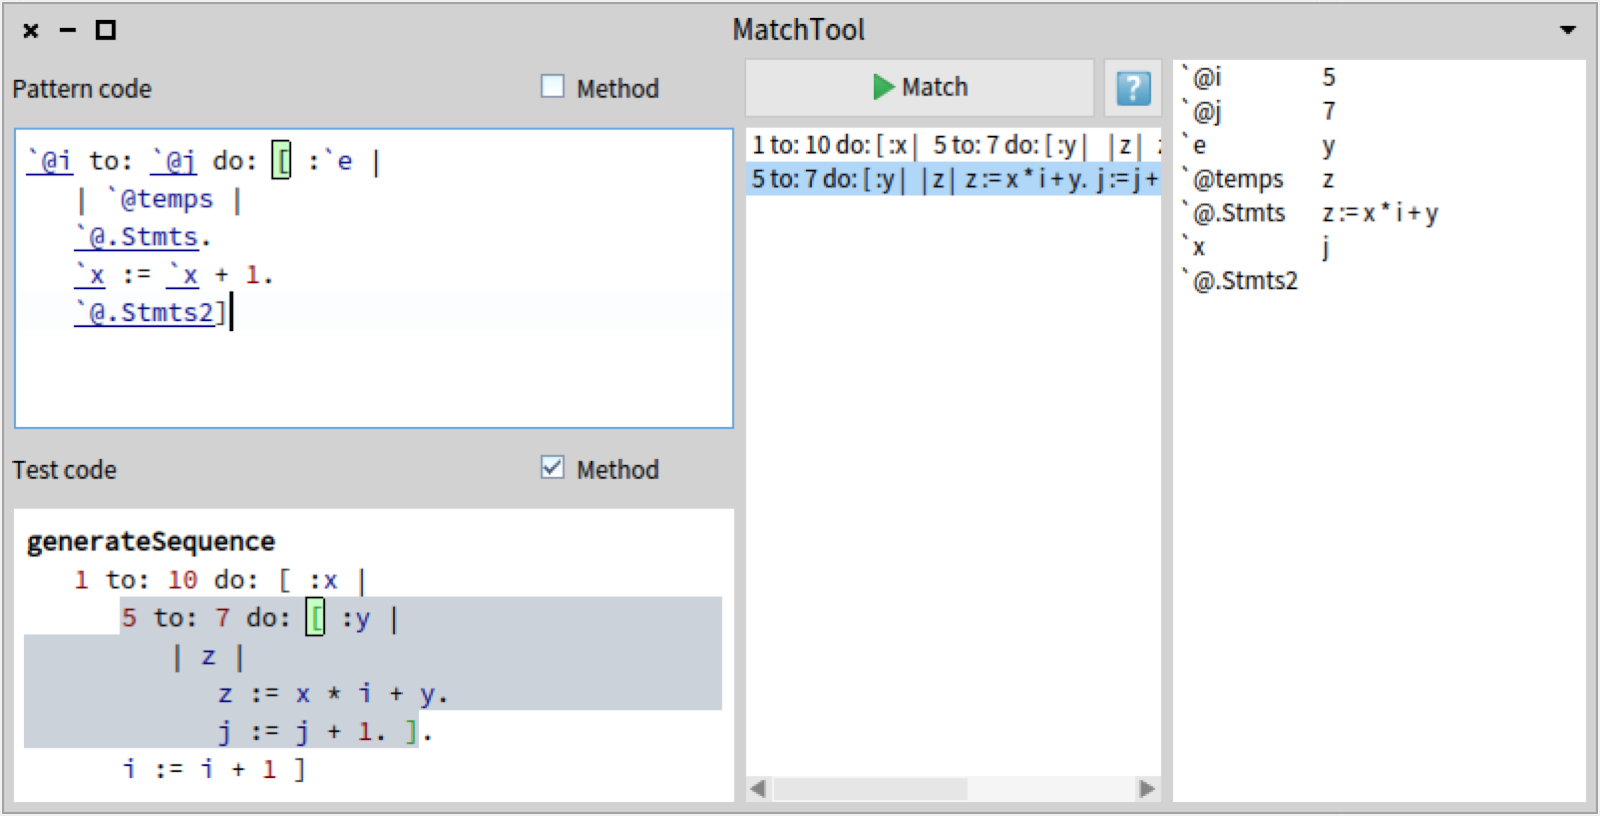 MatchTool
Pattern code
Method
`@i to: `@j do: [ :`e |
| `@temps |
`@.Stmts.
`x := `x + 1.
`@.Stmts2]
Test code
Method
generateSequence
1 to: 10 do: [ :x |
5 to: 7 do: [ :y |
| z |
z := x * i + y.
j := j + 1. ].
i := i + 1 ]
Match
?
1 to: 10 do: [ :x | 5 to: 7 do: [ :y | | z |
5 to: 7 do: [ :y | | z | z := x * i + y. j := j +
`@i 5
`@j 7
`e y
`@temps z
`@.Stmts z := x * i + y
`x j
`@.Stmts2